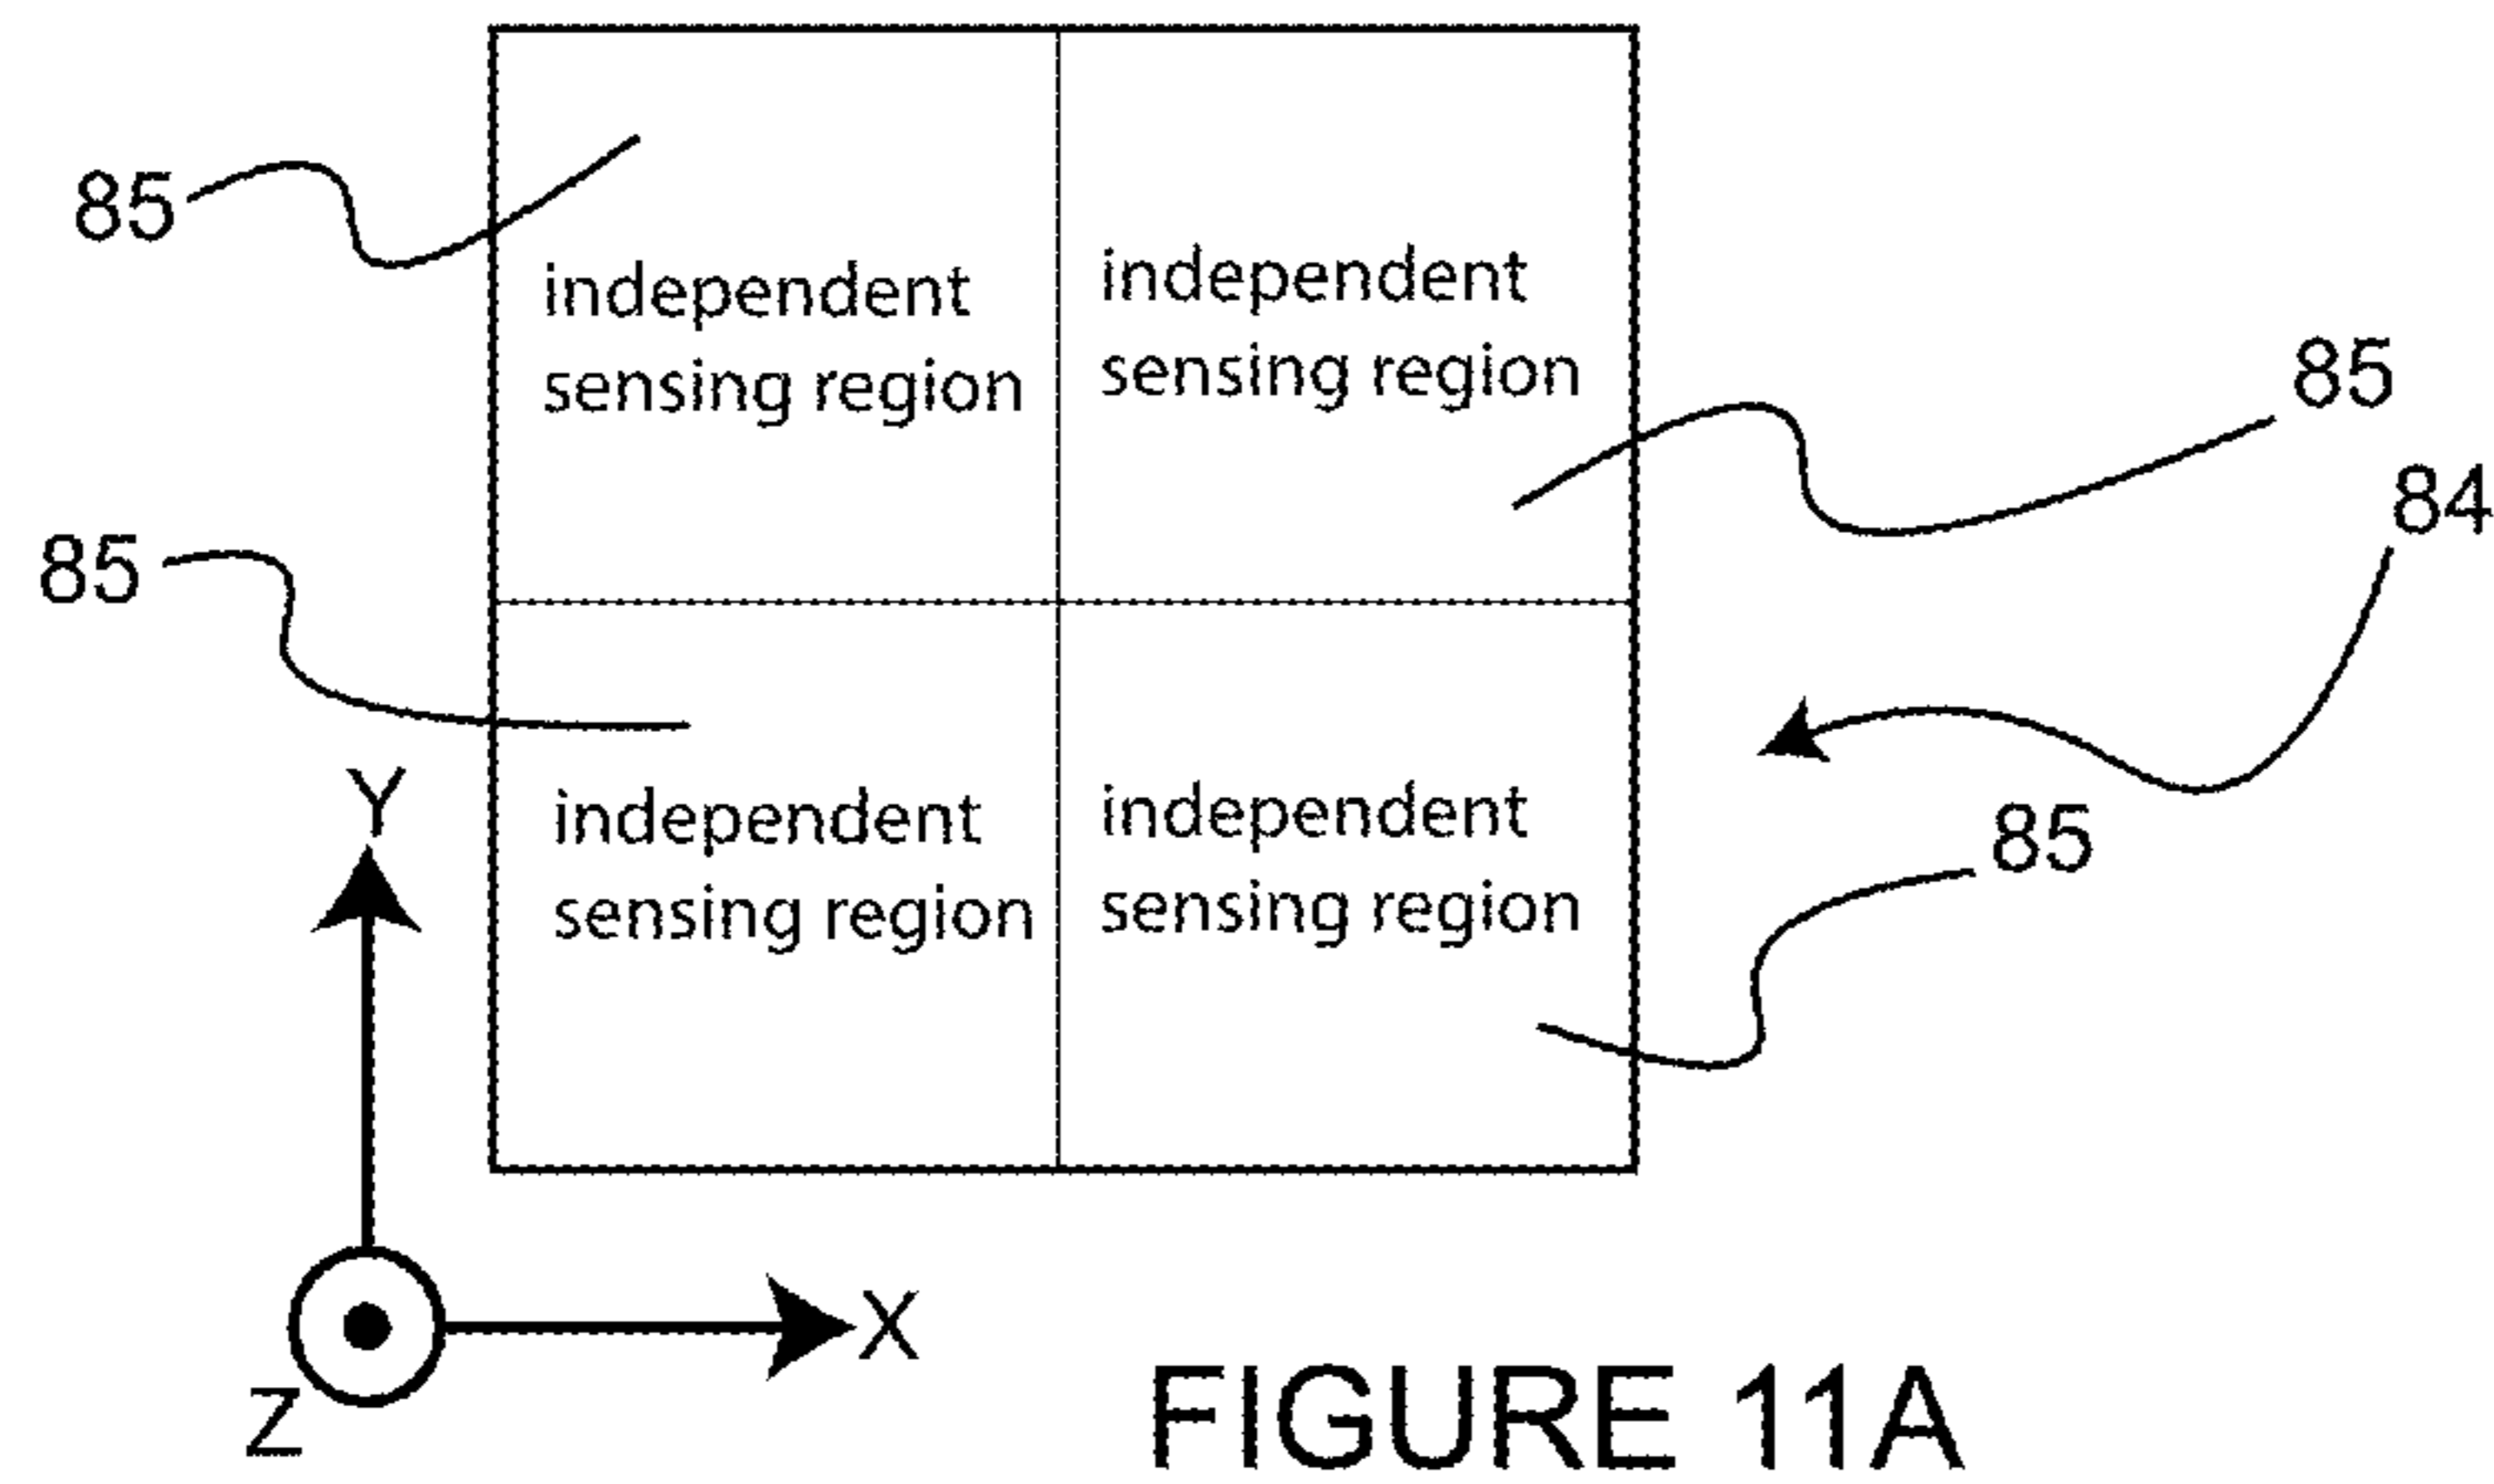 85
independent
sensing region
independent
sensing region
85
84
85
independent
sensing region
independent
sensing region
85
Y
X
Z
FIGURE 11A